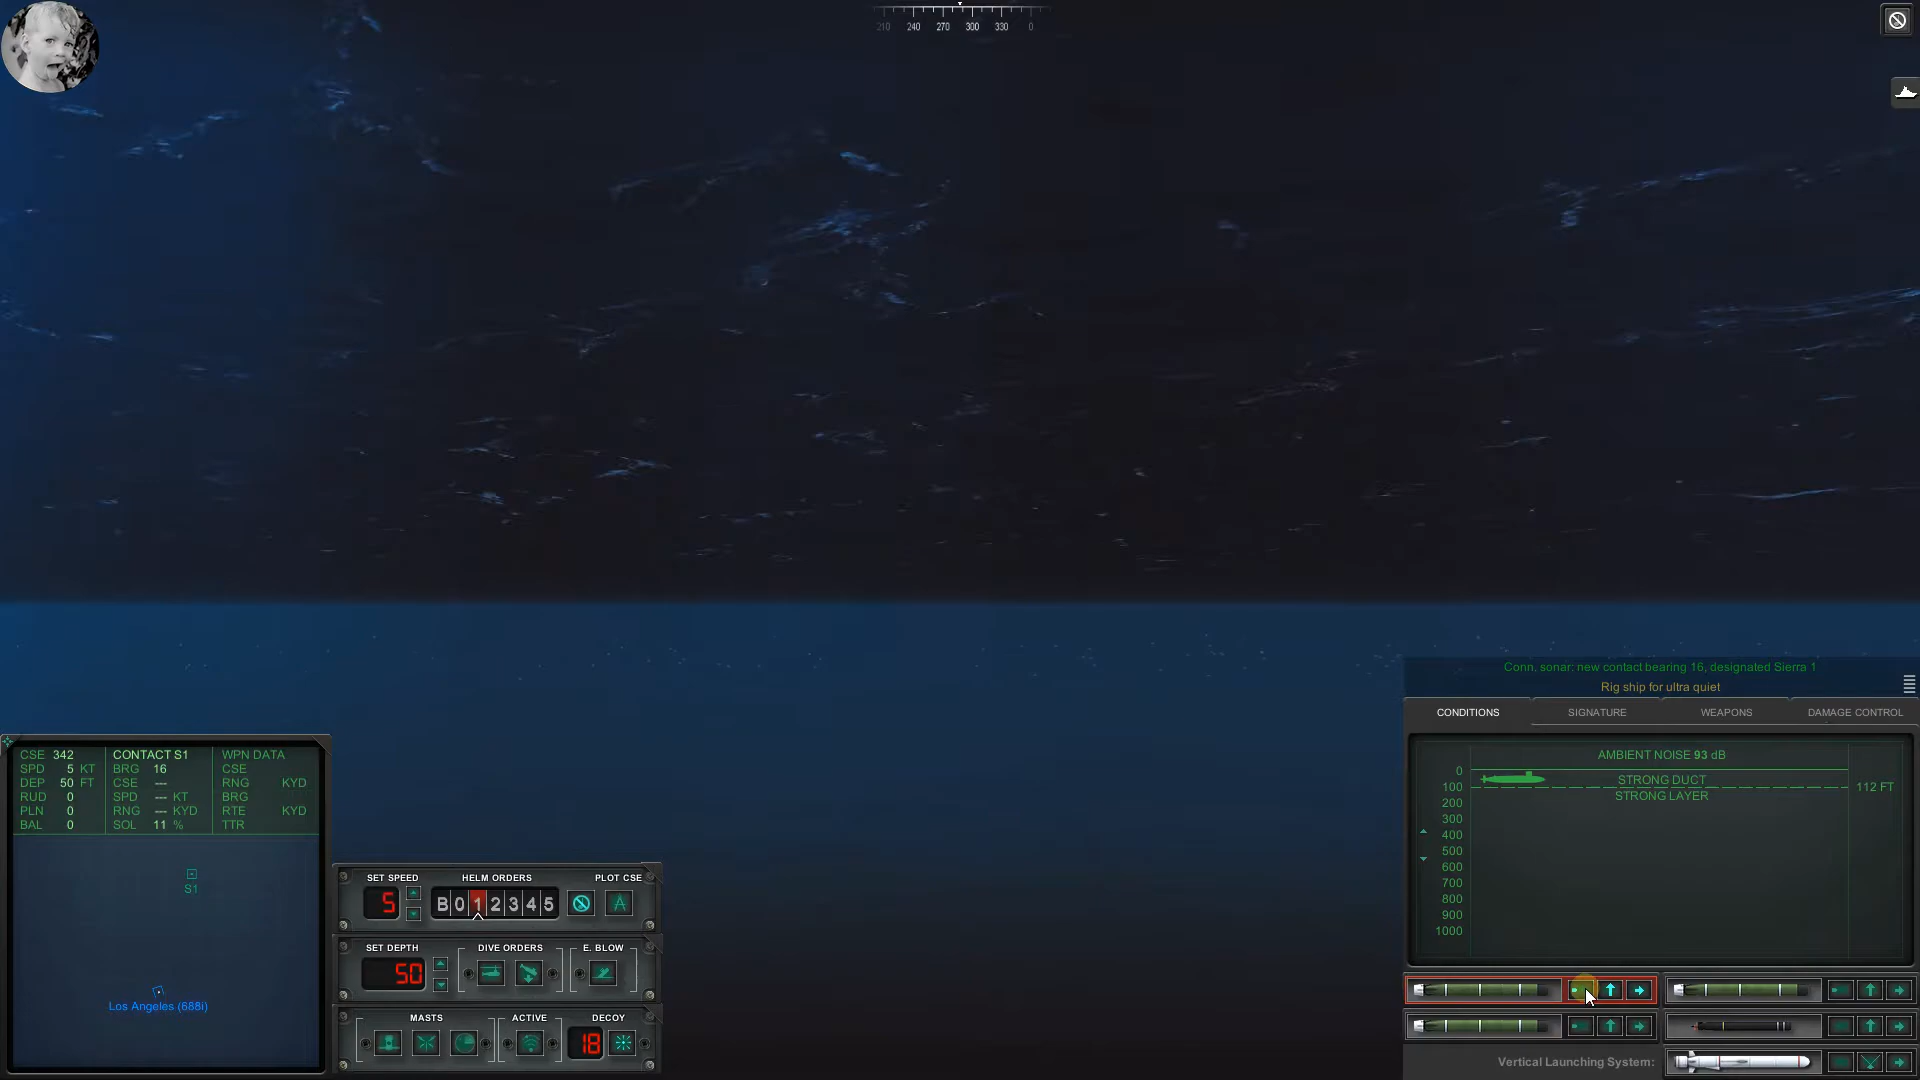 210 240 270 300 330 0
Conn, sonar: new contact bearing 16, designated Sierra 1
Rig ship for ultra quiet
CONDITIONS SIGNATURE WEAPONS DAMAGE CONTROL
AMBIENT NOISE 93 dB
0
STRONG DUCT
100 112 FT
STRONG LAYER
200
300
400
500
600
700
800
900
1000
CSE 342 CONTACT S1 WPN DATA
SPD 5 KT BRG 16 CSE
DEP 50 FT CSE --- RNG KYD
RUD 0 SPD --- KT BRG
PLN 0 RNG --- KYD RTE KYD
BAL 0 SOL 11 % TTR
S1
Los Angeles (688i)
SET SPEED HELM ORDERS PLOT CSE
5 B 0 1 2 3 4 5
SET DEPTH DIVE ORDERS E. BLOW
50
MASTS ACTIVE DECOY
18
Vertical Launching System: